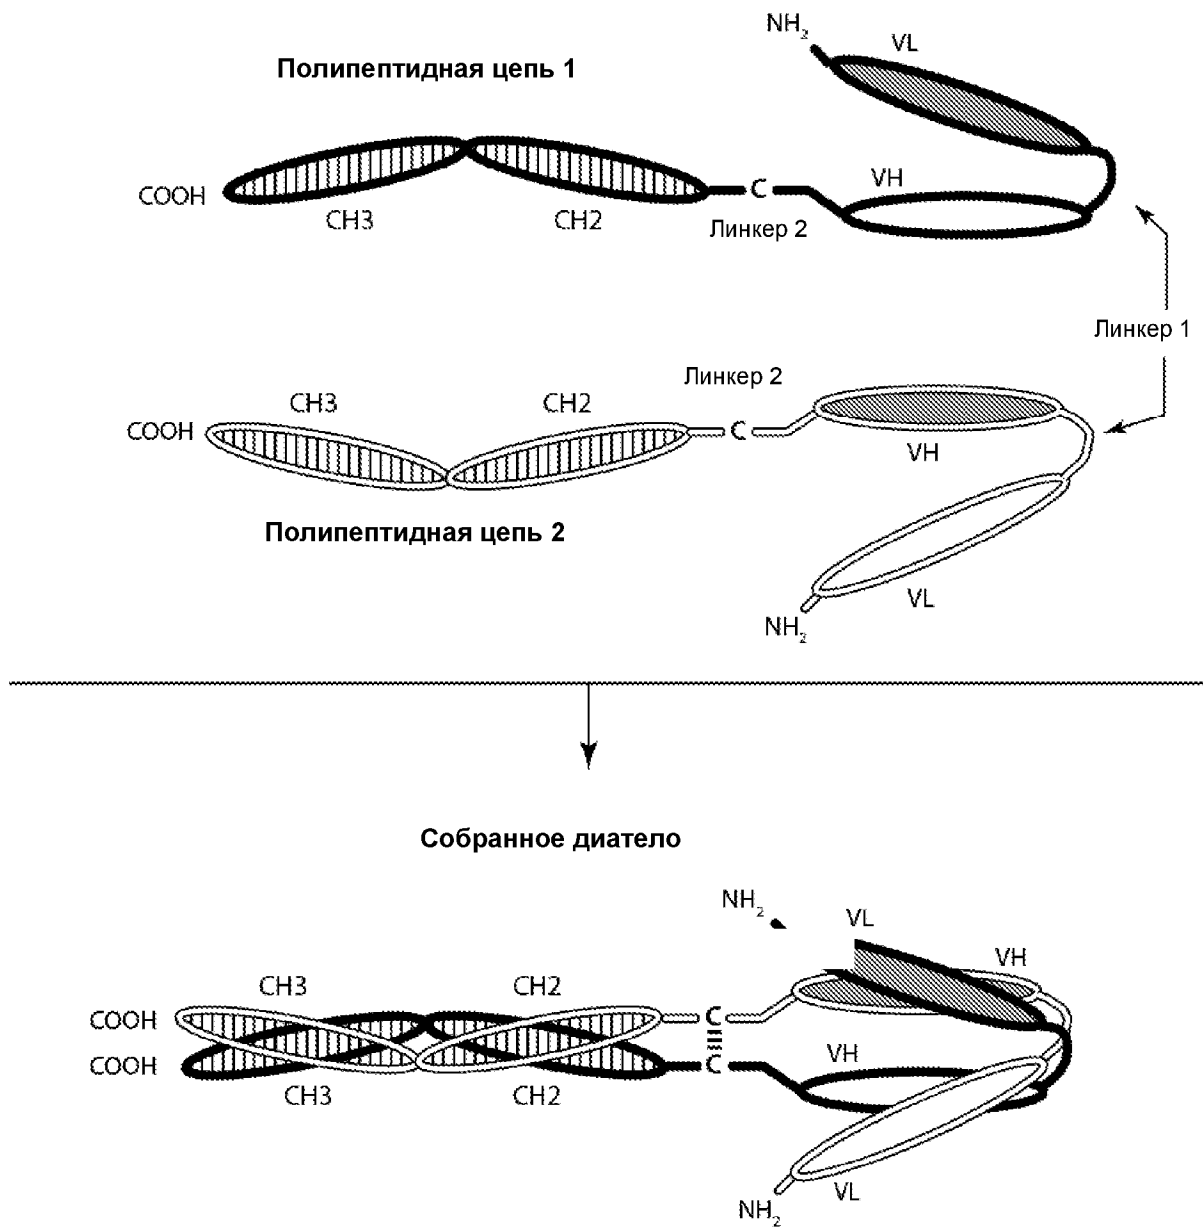 NH₂
VL
Полипептидная цепь 1
COOH
CH3
CH2
C
VH
Линкер 2
Линкер 1
Линкер 2
CH3
CH2
COOH
C
VH
Полипептидная цепь 2
VL
NH₂
Собранное диатело
NH₂
VL
VH
CH3
CH2
COOH
C
COOH
C
VH
CH3
CH2
VL
NH₂